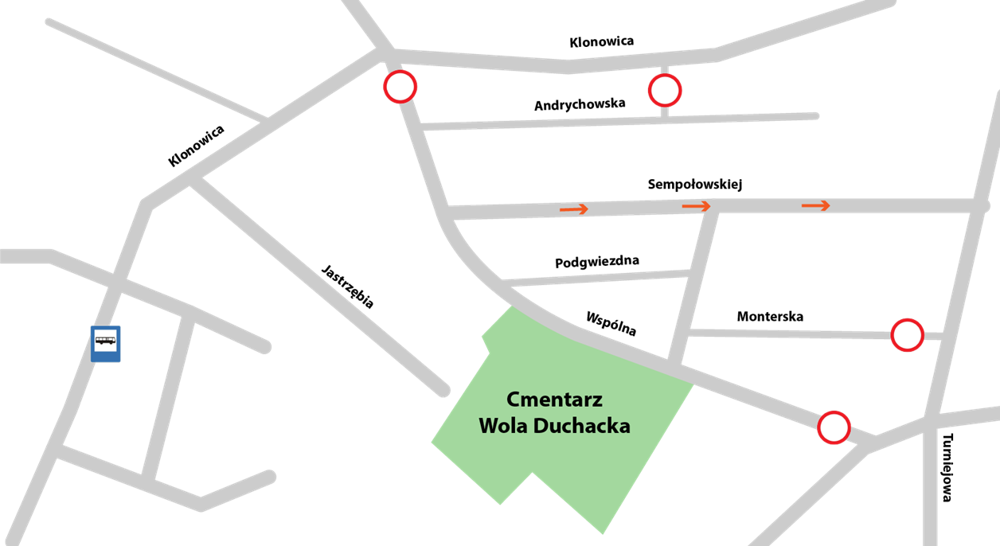 Klonowica
Andrychowska
Klonowica
Sempołowskiej
Podgwiezdna
Jastrzębia
Wspólna
Monterska
Cmentarz
Wola Duchacka
Turniejowa